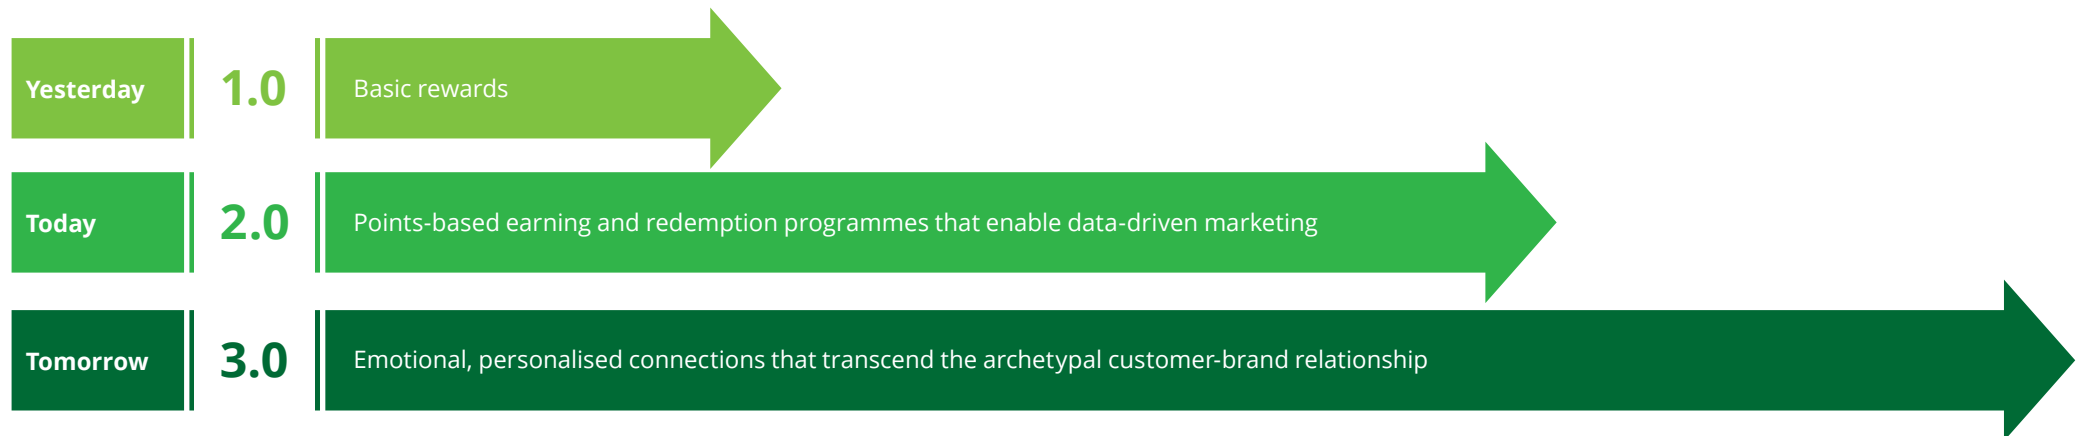 Yesterday 1.0 Basic rewards
Today 2.0 Points-based earning and redemption programmes that enable data-driven marketing
Tomorrow 3.0 Emotional, personalised connections that transcend the archetypal customer-brand relationship